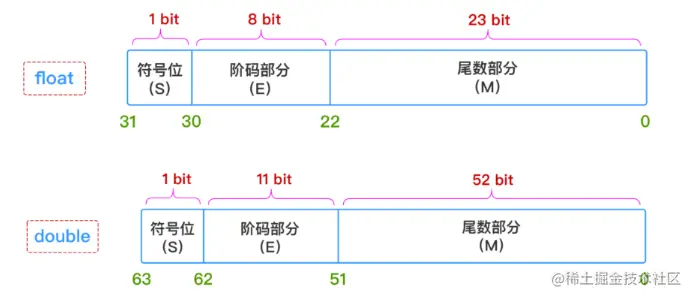 1 bit 8 bit 23 bit
float 符号位 (S) 阶码部分 (E) 尾数部分 (M)
31 30 22 0
1 bit 11 bit 52 bit
double 符号位 (S) 阶码部分 (E) 尾数部分 (M)
63 62 51 0
@稀土掘金技术社区